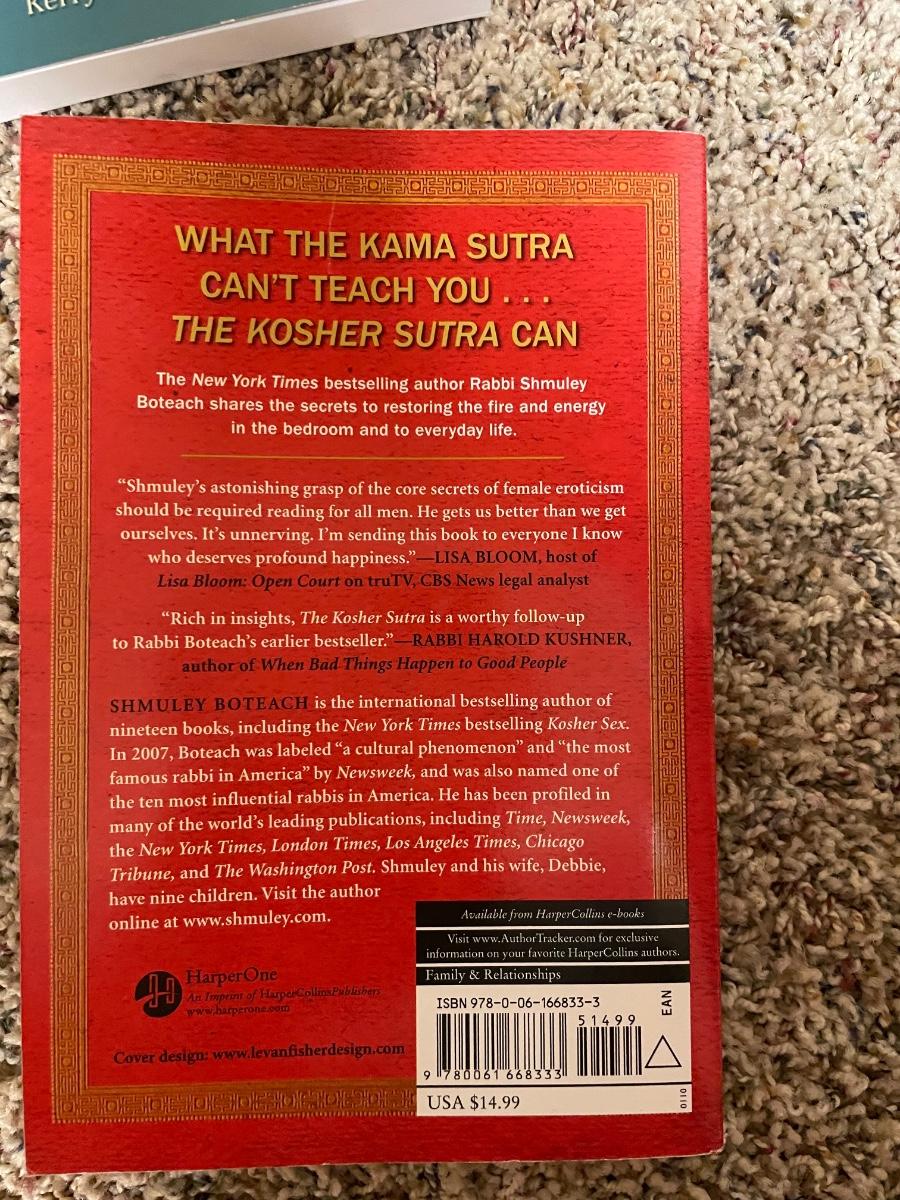 Kerry
WHAT THE KAMA SUTRA
CAN'T TEACH YOU . . .
THE KOSHER SUTRA CAN
The New York Times bestselling author Rabbi Shmuley
Boteach shares the secrets to restoring the fire and energy
in the bedroom and to everyday life.
“Shmuley’s astonishing grasp of the core secrets of female eroticism
should be required reading for all men. He gets us better than we get
ourselves. It’s unnerving. I’m sending this book to everyone I know
who deserves profound happiness.”—LISA BLOOM, host of
Lisa Bloom: Open Court on truTV, CBS News legal analyst
“Rich in insights, The Kosher Sutra is a worthy follow-up
to Rabbi Boteach’s earlier bestseller.”—RABBI HAROLD KUSHNER,
author of When Bad Things Happen to Good People
SHMULEY BOTEACH is the international bestselling author of
nineteen books, including the New York Times bestselling Kosher Sex.
In 2007, Boteach was labeled “a cultural phenomenon” and “the most
famous rabbi in America” by Newsweek, and was also named one of
the ten most influential rabbis in America. He has been profiled in
many of the world’s leading publications, including Time, Newsweek,
the New York Times, London Times, Los Angeles Times, Chicago
Tribune, and The Washington Post. Shmuley and his wife, Debbie,
have nine children. Visit the author
online at www.shmuley.com.
HarperOne
An Imprint of HarperCollinsPublishers
www.harperone.com
Cover design: www.levanfisherdesign.com
Available from HarperCollins e-books
Visit www.AuthorTracker.com for exclusive
information on your favorite HarperCollins authors.
Family & Relationships
ISBN 978-0-06-166833-3
51499
EAN
9 780061 668333
USA $14.99
0110